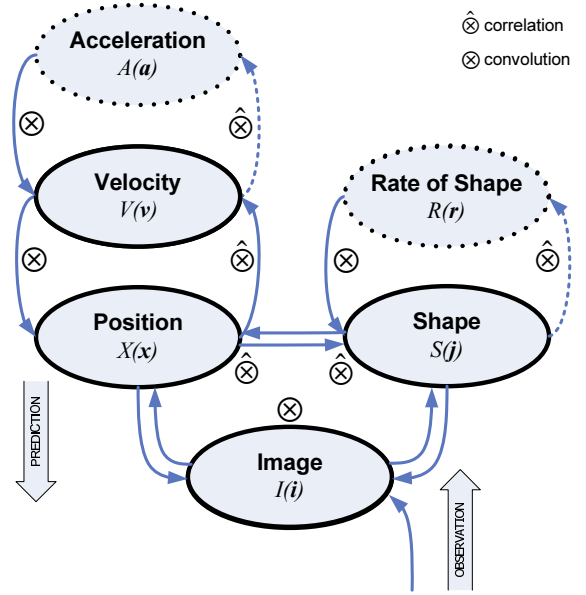 Acceleration
A(a)
⊗̂ correlation
⊗ convolution
⊗
⊗̂
Velocity
V(v)
Rate of Shape
R(r)
⊗
⊗̂
⊗
⊗̂
Position
X(x)
Shape
S(j)
⊗̂
⊗̂
PREDICTION
⊗
Image
I(i)
OBSERVATION